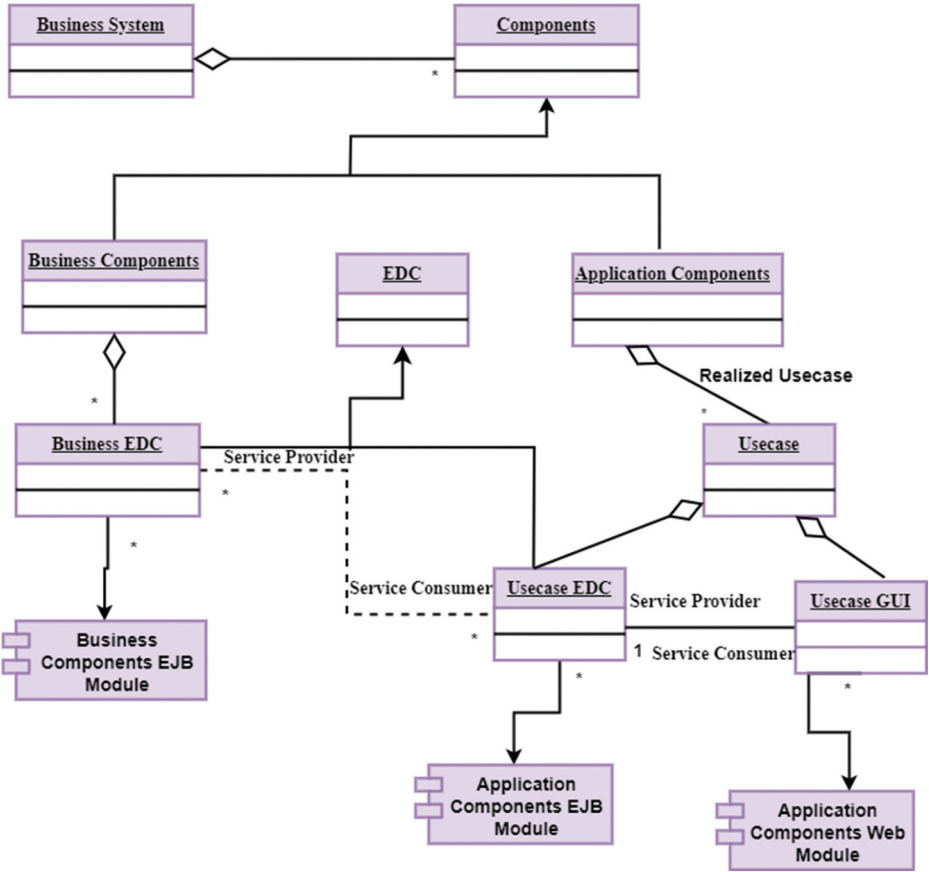 Business System
Components
*
Business Components
EDC
Application Components
Realized Usecase
*
*
Business EDC
Usecase
Service Provider
*
*
Service Consumer
Usecase EDC
Usecase GUI
Service Provider
*
1
Service Consumer
Business
Components EJB
Module
*
*
Application
Components EJB
Module
Application
Components Web
Module